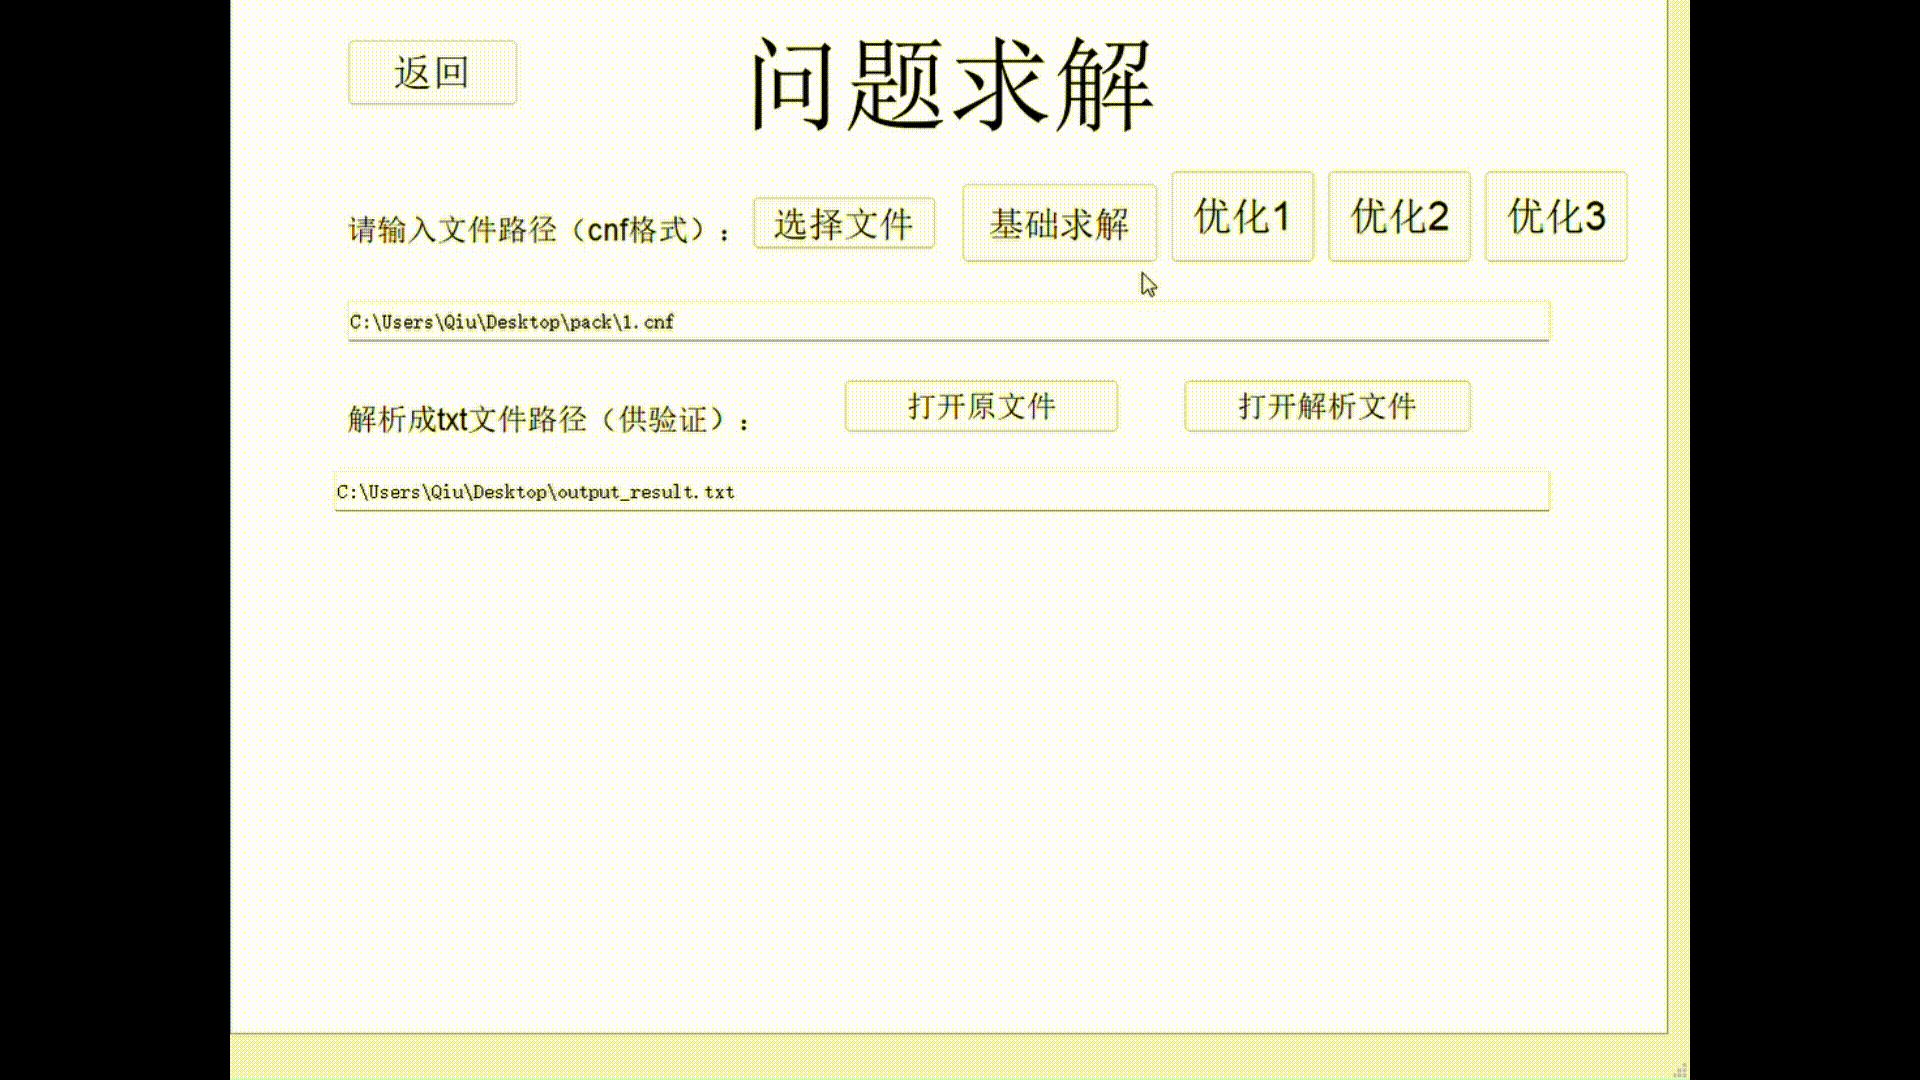 返回
问题求解
请输入文件路径（cnf格式）： 选择文件 基础求解 优化1 优化2 优化3
C:\Users\Qiu\Desktop\pack\1.cnf
解析成txt文件路径（供验证）： 打开原文件 打开解析文件
C:\Users\Qiu\Desktop\output_result.txt